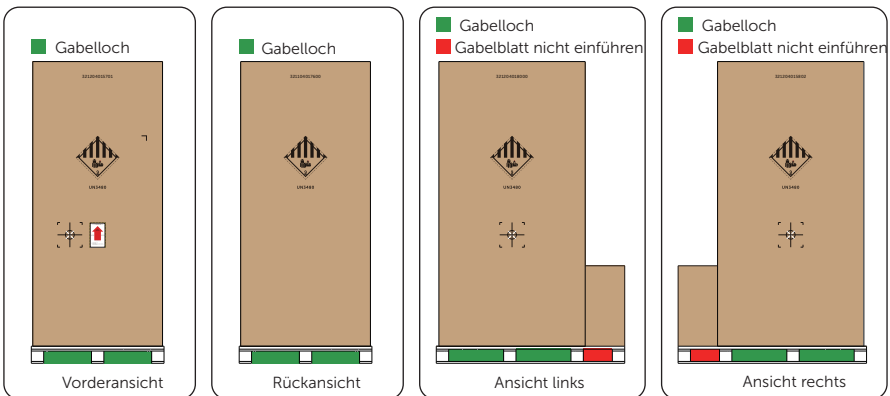 Gabelloch
UN3480
Vorderansicht
Gabelloch
UN3480
Rückansicht
Gabelloch
Gabelblatt nicht einführen
UN3480
Ansicht links
Gabelloch
Gabelblatt nicht einführen
UN3480
Ansicht rechts